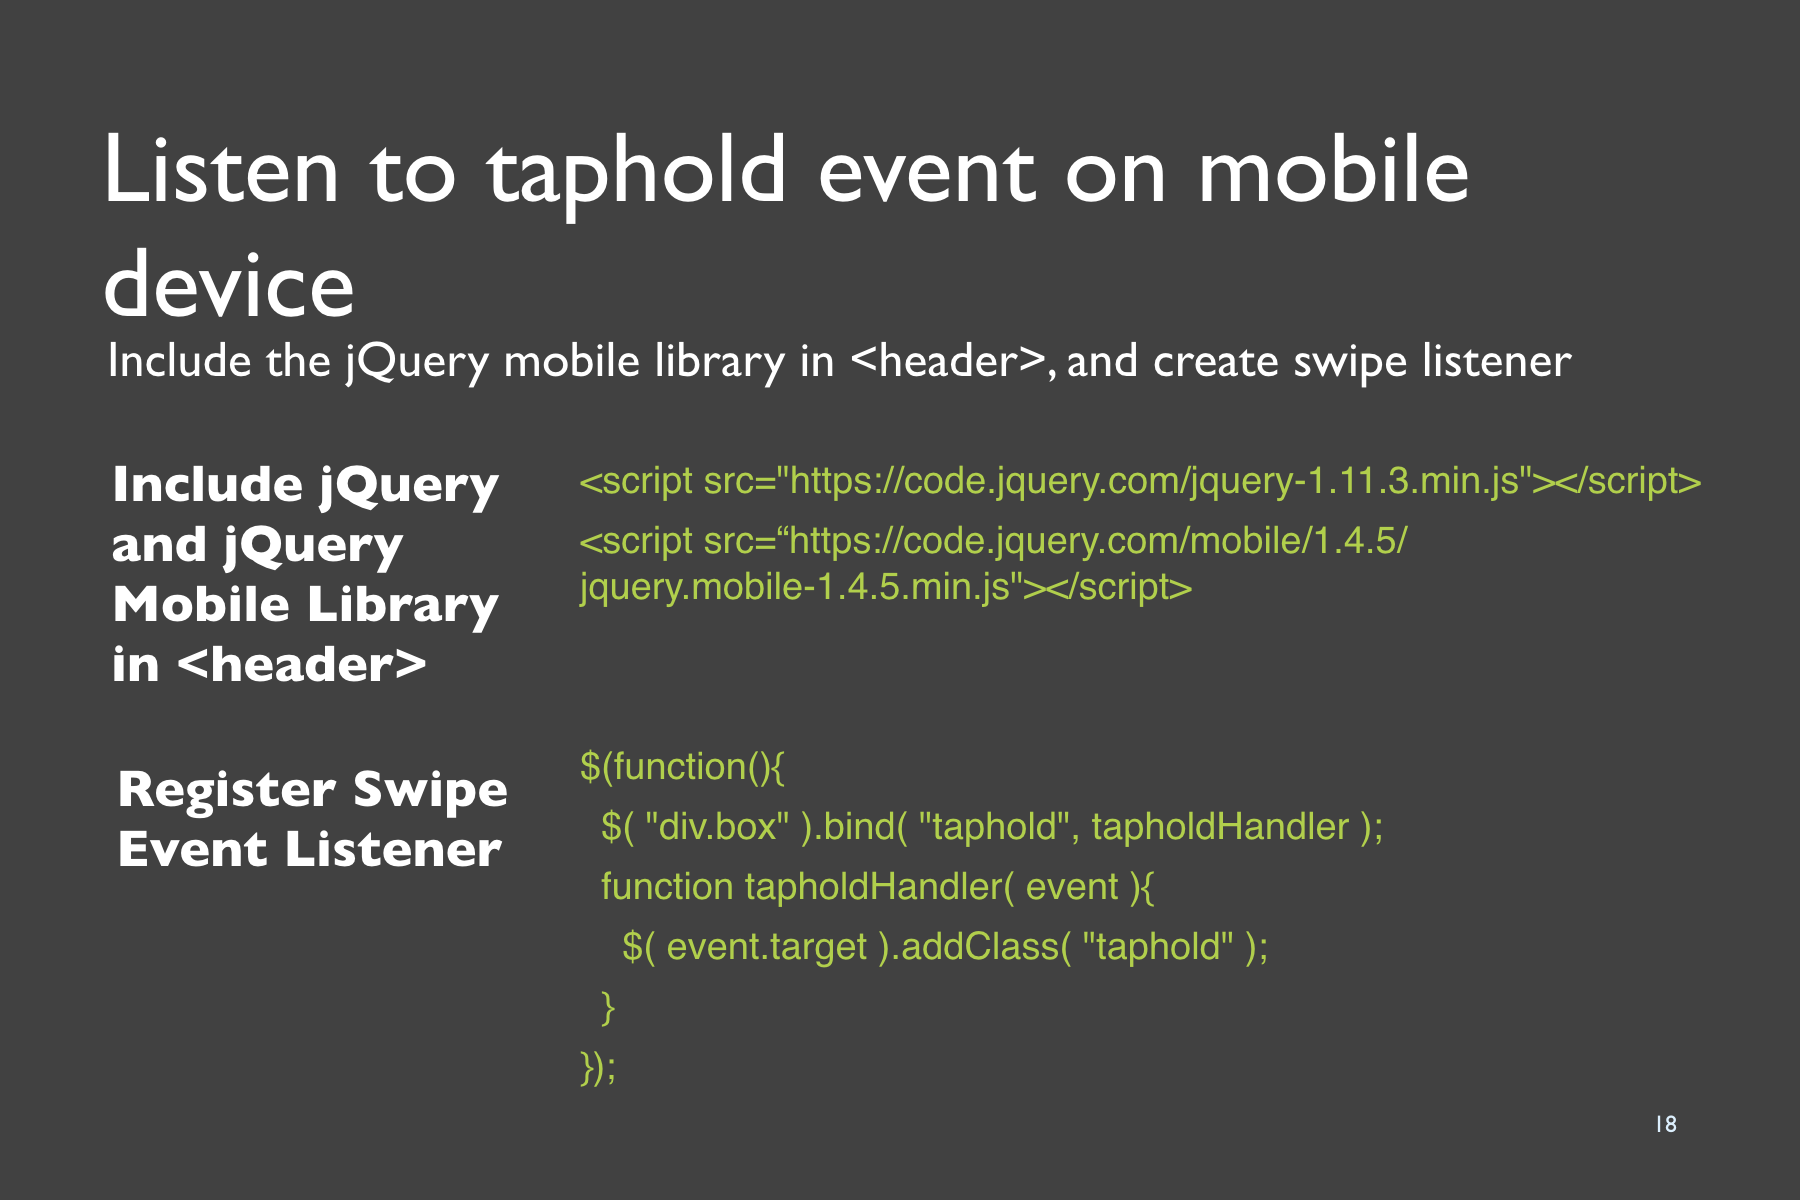 Listen to taphold event on mobile
device
Include the jQuery mobile library in <header>, and create swipe listener
Include jQuery
and jQuery
Mobile Library
in <header>
<script src="https://code.jquery.com/jquery-1.11.3.min.js"></script>
<script src=“https://code.jquery.com/mobile/1.4.5/
jquery.mobile-1.4.5.min.js"></script>
Register Swipe
Event Listener
$(function(){
  $( "div.box" ).bind( "taphold", tapholdHandler );
  function tapholdHandler( event ){
    $( event.target ).addClass( "taphold" );
  }
});
18